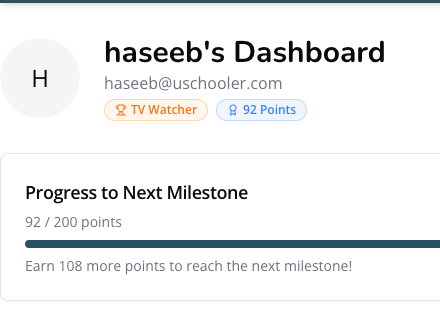 H
haseeb's Dashboard
haseeb@uschooler.com
TV Watcher 92 Points
Progress to Next Milestone
92 / 200 points
Earn 108 more points to reach the next milestone!